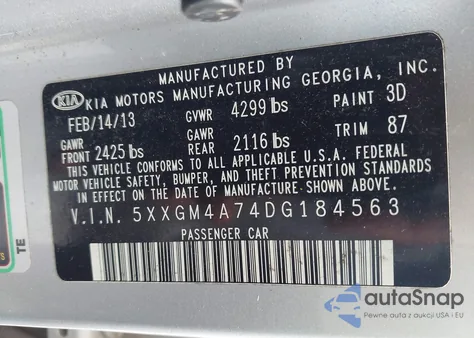 MANUFACTURED BY
KIA KIA MOTORS MANUFACTURING GEORGIA, INC.
FEB/14/13 GVWR 4299 lbs PAINT 3D
GAWR FRONT 2425 lbs GAWR REAR 2116 lbs TRIM 87
THIS VEHICLE CONFORMS TO ALL APPLICABLE U.S.A. FEDERAL
MOTOR VEHICLE SAFETY, BUMPER, AND THEFT PREVENTION STANDARDS
IN EFFECT ON THE DATE OF MANUFACTURE SHOWN ABOVE.
V.I.N. 5XXGM4A74DG184563
PASSENGER CAR
TE
autoSnap
Pewne auta z aukcji USA i EU